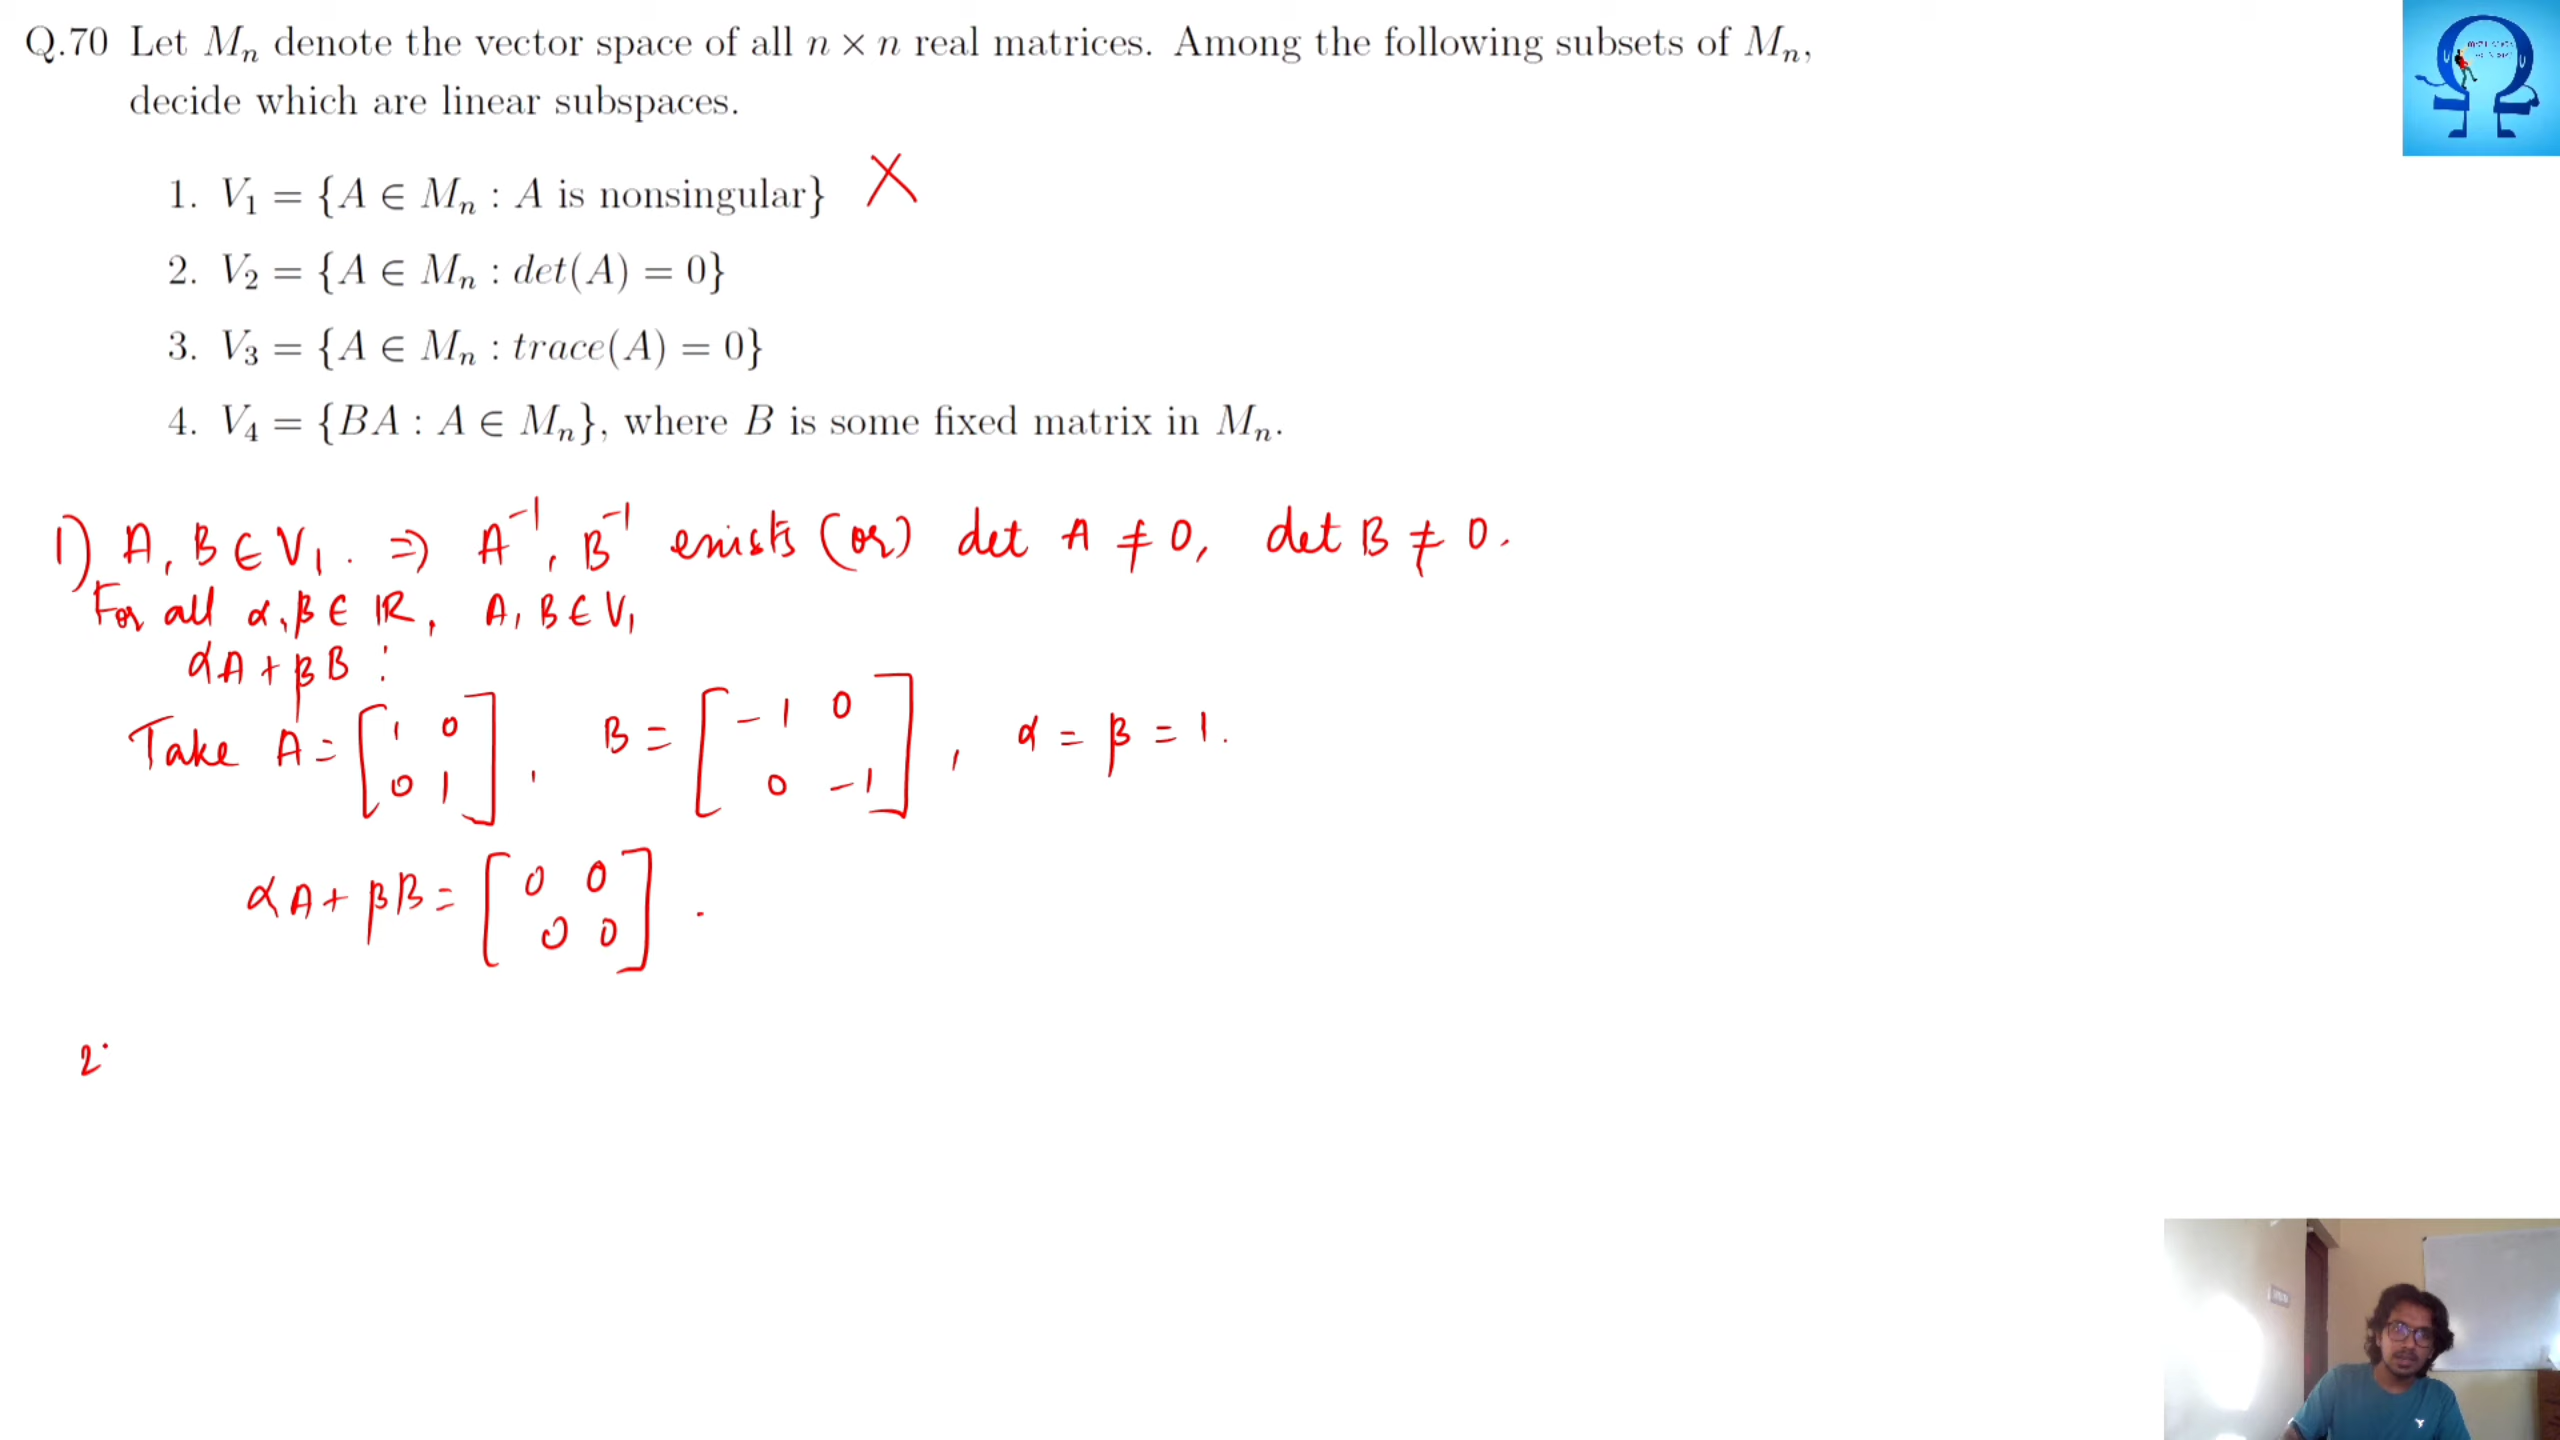 Q.70 Let Mₙ denote the vector space of all n × n real matrices. Among the following subsets of Mₙ,
decide which are linear subspaces.
1. V₁ = {A ∈ Mₙ : A is nonsingular} X
2. V₂ = {A ∈ Mₙ : det(A) = 0}
3. V₃ = {A ∈ Mₙ : trace(A) = 0}
4. V₄ = {BA : A ∈ Mₙ}, where B is some fixed matrix in Mₙ.
1) A, B ∈ V₁. ⇒ A⁻¹, B⁻¹ exists (or) det A ≠ 0, det B ≠ 0.
For all α, β ∈ ℝ, A, B ∈ V₁
αA + βB :
Take A = [1 0; 0 1], B = [-1 0; 0 -1], α = β = 1.
αA + βB = [0 0; 0 0].
2.